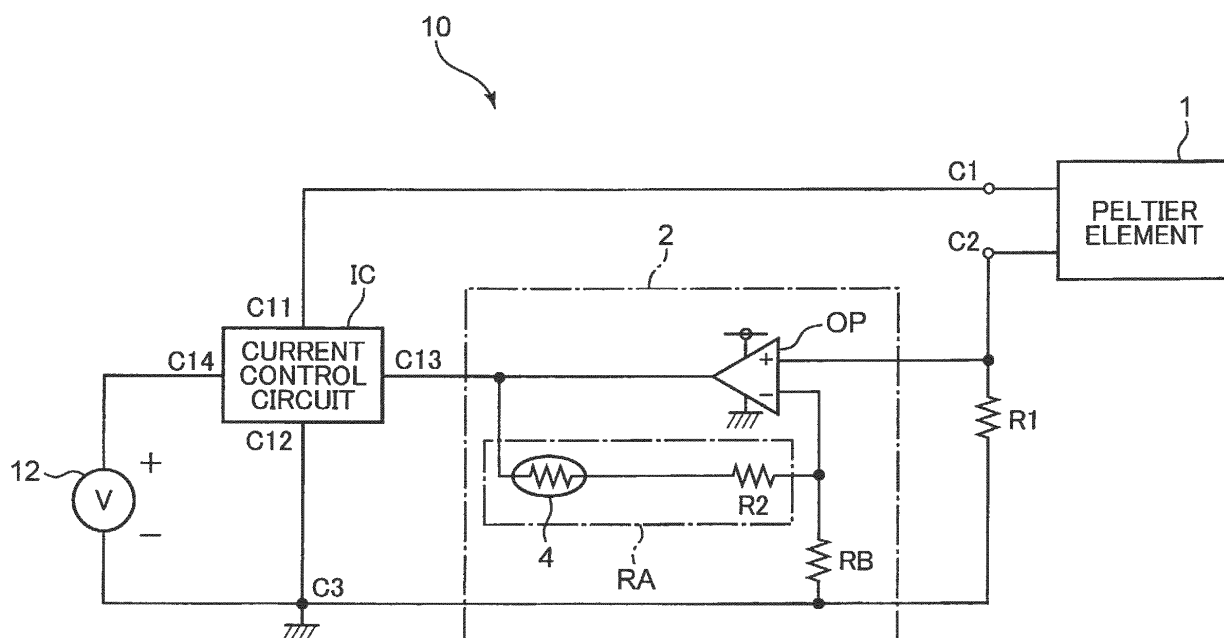 10
1
C1
PELTIER
ELEMENT
C2
2
IC
OP
C11
C14
CURRENT
CONTROL
CIRCUIT
C13
+
−
R1
C12
12
V
+
−
4
R2
RA
RB
C3